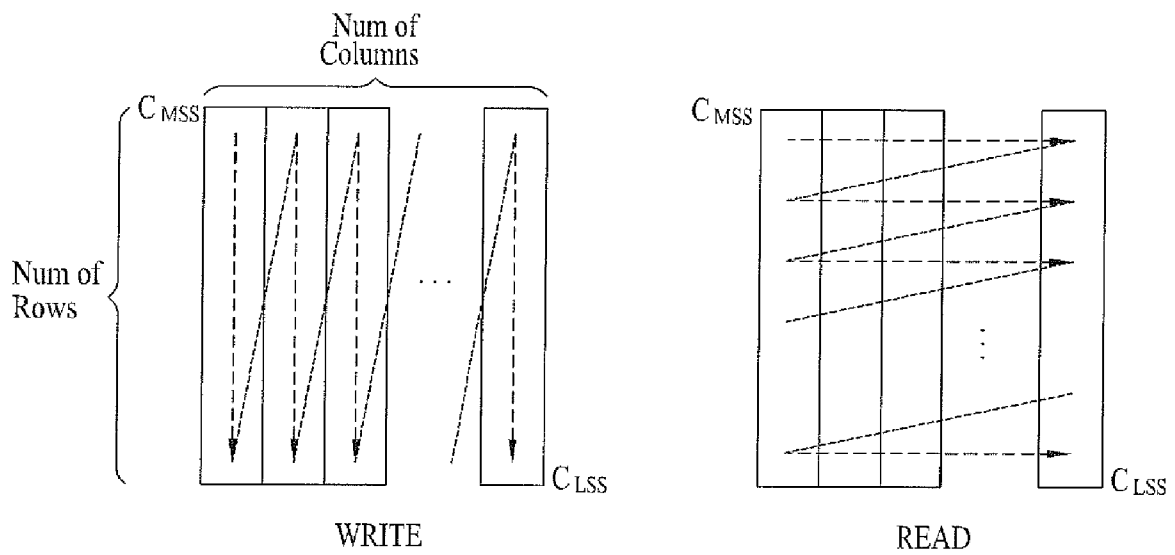 Num of
Columns
C MSS
Num of
Rows
. . .
C LSS
WRITE
C MSS
. . .
C LSS
READ